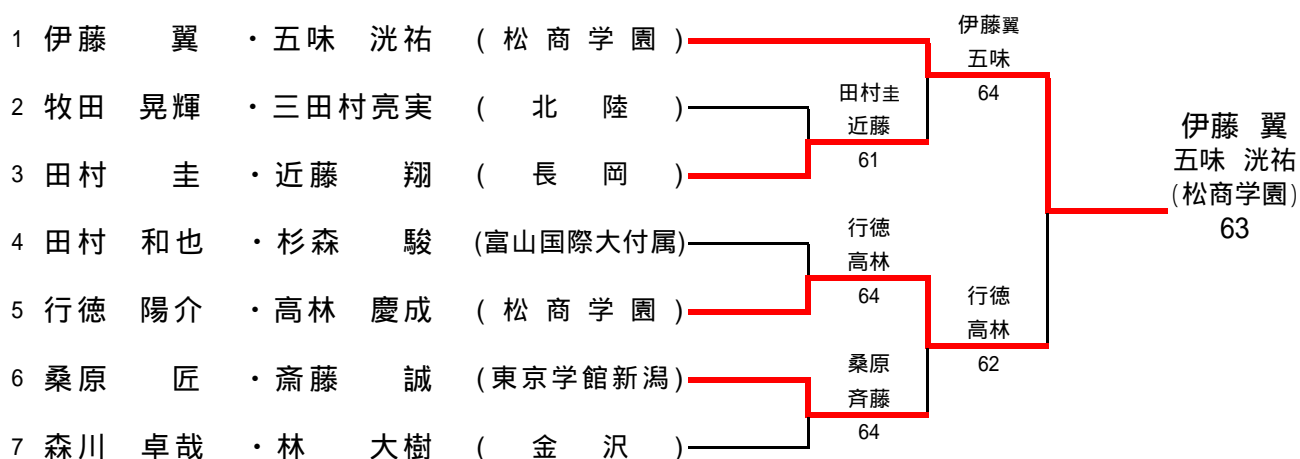 1 伊藤 翼 ・五味 洸祐 (松商学園)
2 牧田 晃輝 ・三田村亮実 (北陸)
3 田村 圭 ・近藤 翔 (長岡)
4 田村 和也 ・杉森 駿 (富山国際大付属)
5 行徳 陽介 ・高林 慶成 (松商学園)
6 桑原 匠 ・斎藤 誠 (東京学館新潟)
7 森川 卓哉 ・林 大樹 (金沢)
田村圭
近藤
61
行徳
高林
64
桑原
斉藤
64
伊藤翼
五味
64
行徳
高林
62
伊藤 翼
五味 洸祐
(松商学園)
63